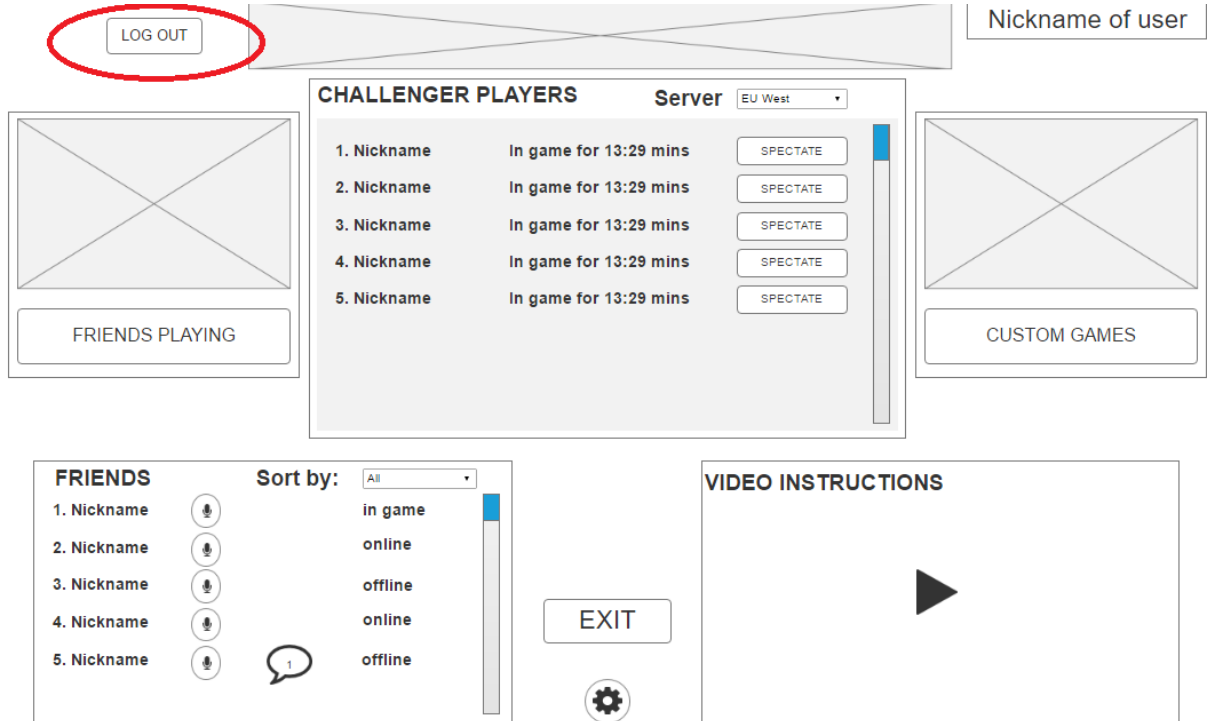 LOG OUT
Nickname of user
CHALLENGER PLAYERS Server EU West
1. Nickname In game for 13:29 mins SPECTATE
2. Nickname In game for 13:29 mins SPECTATE
3. Nickname In game for 13:29 mins SPECTATE
4. Nickname In game for 13:29 mins SPECTATE
5. Nickname In game for 13:29 mins SPECTATE
FRIENDS PLAYING
CUSTOM GAMES
FRIENDS Sort by: All
1. Nickname in game
2. Nickname online
3. Nickname offline
4. Nickname online
5. Nickname 1 offline
EXIT
VIDEO INSTRUCTIONS